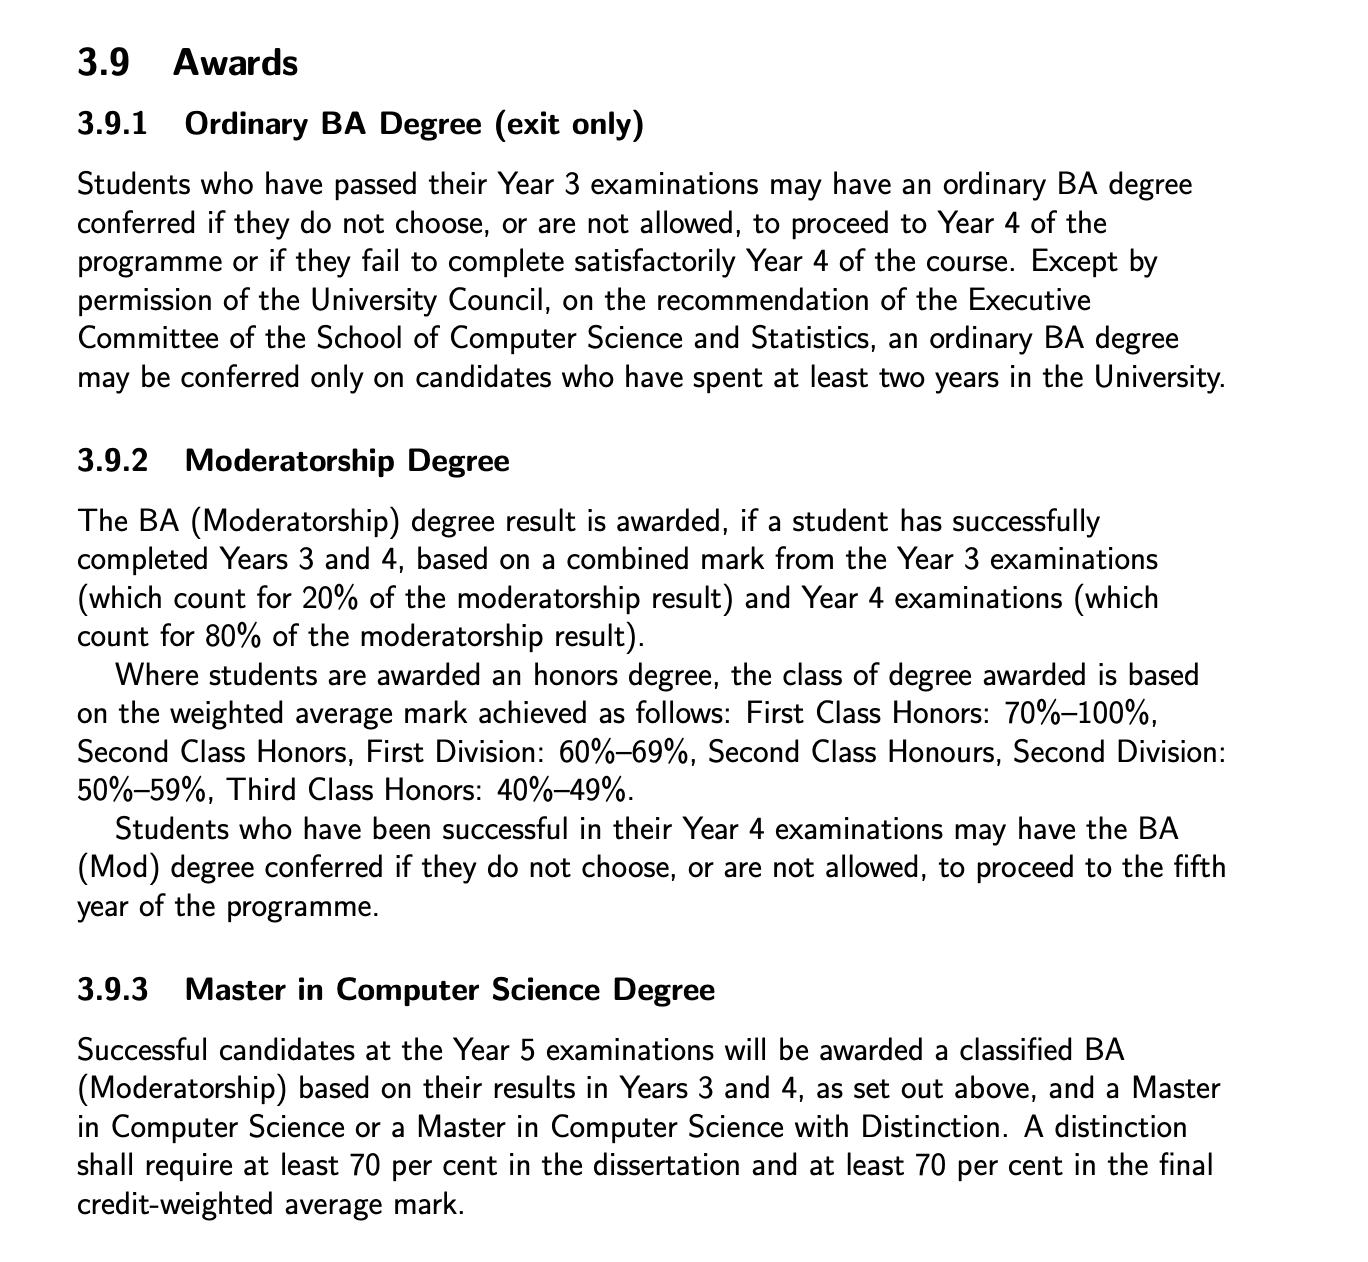 3.9 Awards
3.9.1 Ordinary BA Degree (exit only)
Students who have passed their Year 3 examinations may have an ordinary BA degree
conferred if they do not choose, or are not allowed, to proceed to Year 4 of the
programme or if they fail to complete satisfactorily Year 4 of the course. Except by
permission of the University Council, on the recommendation of the Executive
Committee of the School of Computer Science and Statistics, an ordinary BA degree
may be conferred only on candidates who have spent at least two years in the University.
3.9.2 Moderatorship Degree
The BA (Moderatorship) degree result is awarded, if a student has successfully
completed Years 3 and 4, based on a combined mark from the Year 3 examinations
(which count for 20% of the moderatorship result) and Year 4 examinations (which
count for 80% of the moderatorship result).
Where students are awarded an honors degree, the class of degree awarded is based
on the weighted average mark achieved as follows: First Class Honors: 70%–100%,
Second Class Honors, First Division: 60%–69%, Second Class Honours, Second Division:
50%–59%, Third Class Honors: 40%–49%.
Students who have been successful in their Year 4 examinations may have the BA
(Mod) degree conferred if they do not choose, or are not allowed, to proceed to the fifth
year of the programme.
3.9.3 Master in Computer Science Degree
Successful candidates at the Year 5 examinations will be awarded a classified BA
(Moderatorship) based on their results in Years 3 and 4, as set out above, and a Master
in Computer Science or a Master in Computer Science with Distinction. A distinction
shall require at least 70 per cent in the dissertation and at least 70 per cent in the final
credit-weighted average mark.